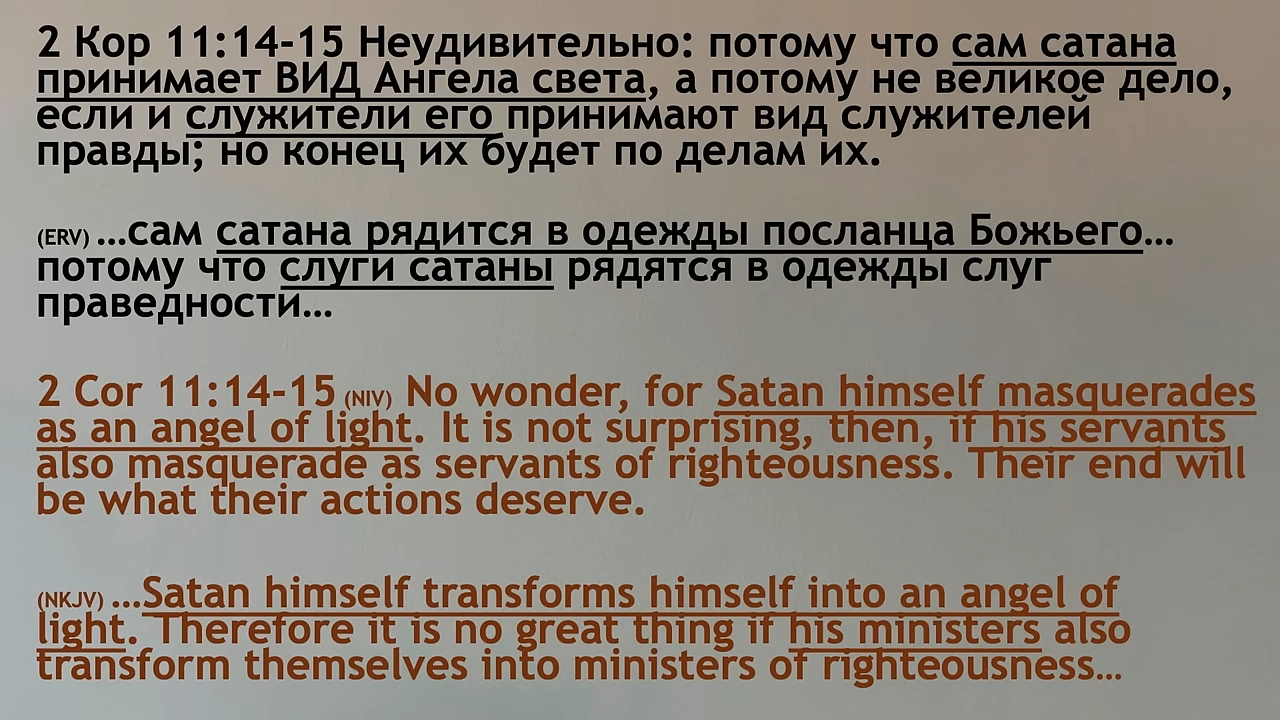 2 Кор 11:14-15 Неудивительно: потому что сам сатана
принимает ВИД Ангела света, а потому не великое дело,
если и служители его принимают вид служителей
правды; но конец их будет по делам их.
(ERV) ...сам сатана рядится в одежды посланца Божьего...
потому что слуги сатаны рядятся в одежды слуг
праведности...
2 Cor 11:14-15 (NIV) No wonder, for Satan himself masquerades
as an angel of light. It is not surprising, then, if his servants
also masquerade as servants of righteousness. Their end will
be what their actions deserve.
(NKJV) ...Satan himself transforms himself into an angel of
light. Therefore it is no great thing if his ministers also
transform themselves into ministers of righteousness...